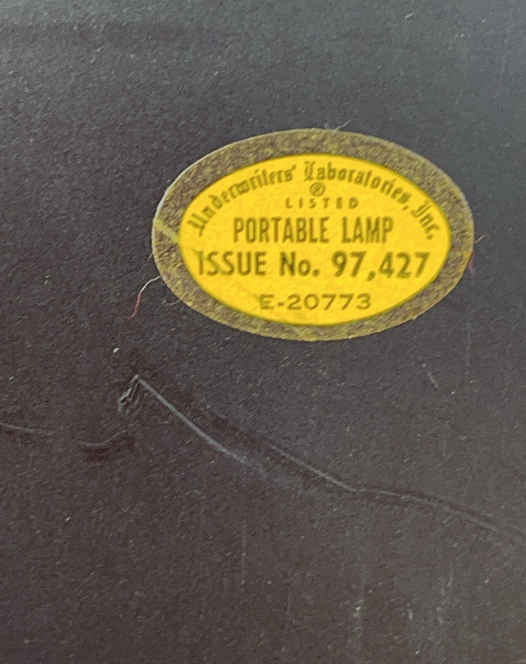 Underwriters' Laboratories, Inc.
®
LISTED
PORTABLE LAMP
ISSUE No. 97,427
E-20773